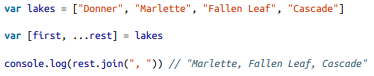 var lakes = ["Donner", "Marlette", "Fallen Leaf", "Cascade"]
var [first, ...rest] = lakes
console.log(rest.join(", ")) // "Marlette, Fallen Leaf, Cascade"